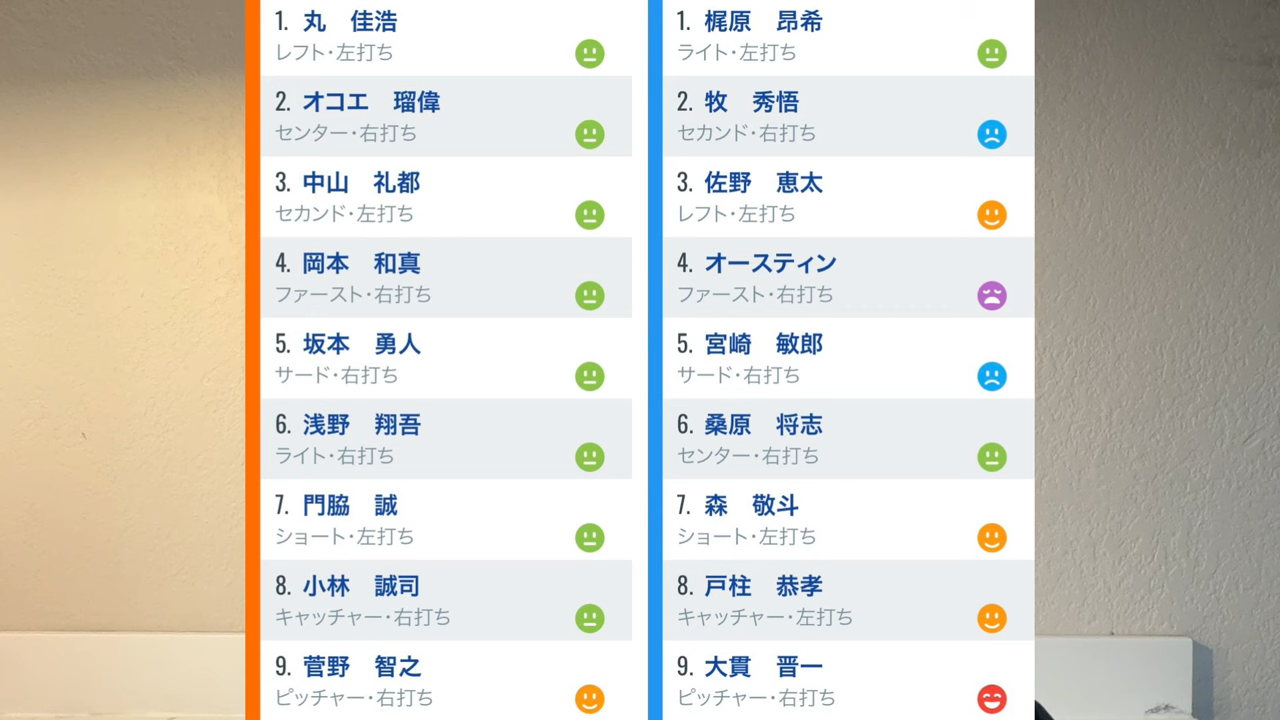 1. 丸 佳浩
レフト・左打ち
2. オコエ 瑠偉
センター・右打ち
3. 中山 礼都
セカンド・左打ち
4. 岡本 和真
ファースト・右打ち
5. 坂本 勇人
サード・右打ち
6. 浅野 翔吾
ライト・右打ち
7. 門脇 誠
ショート・左打ち
8. 小林 誠司
キャッチャー・右打ち
9. 菅野 智之
ピッチャー・右打ち
1. 梶原 昂希
ライト・左打ち
2. 牧 秀悟
セカンド・右打ち
3. 佐野 恵太
レフト・左打ち
4. オースティン
ファースト・右打ち
5. 宮崎 敏郎
サード・右打ち
6. 桑原 将志
センター・右打ち
7. 森 敬斗
ショート・左打ち
8. 戸柱 恭孝
キャッチャー・左打ち
9. 大貫 晋一
ピッチャー・右打ち